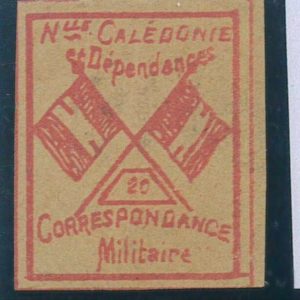 Nlle CALÉDONIE
et Dépendances
20
CORRESPONDANCE
Militaire